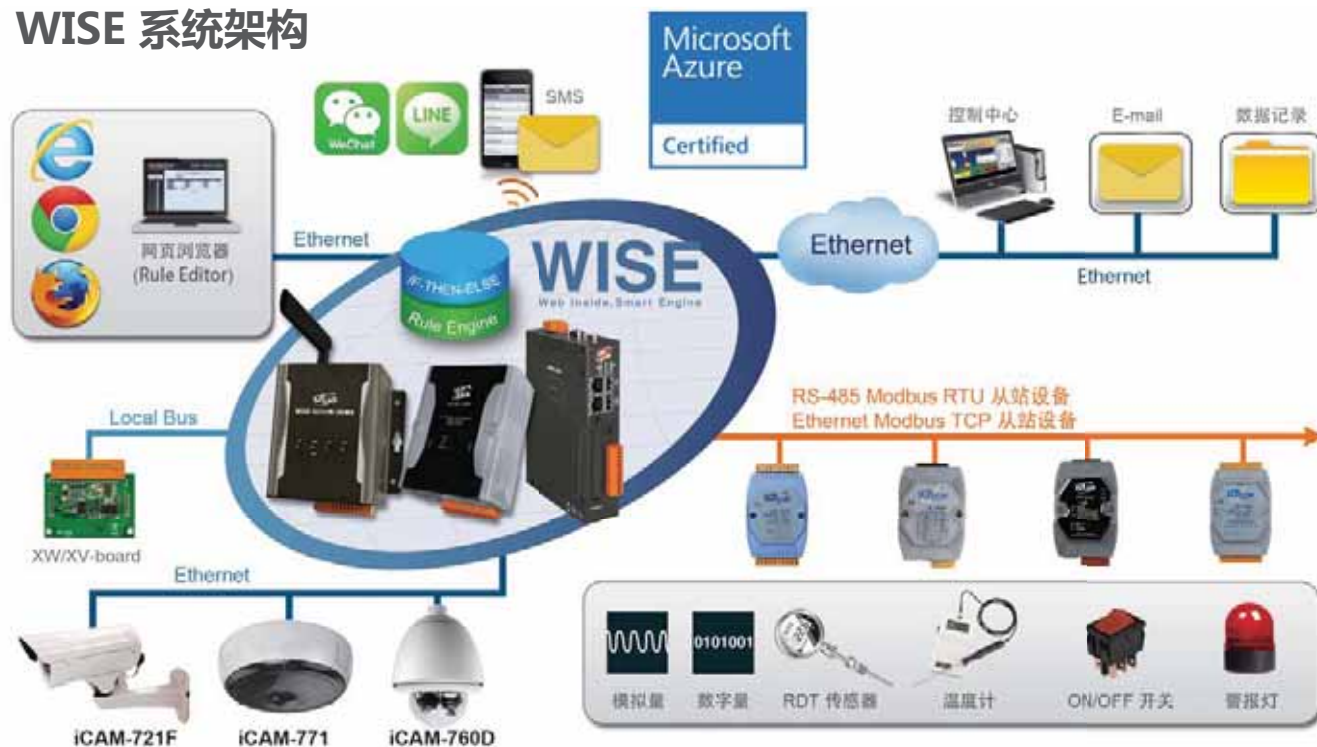 WISE 系统架构
Microsoft
Azure
Certified
WeChat
LINE
SMS
控制中心
E-mail
数据记录
网页浏览器
(Rule Editor)
Ethernet
IF-THEN-ELSE
Rule Engine
WISE
Web Inside,Smart Engine
Ethernet
Ethernet
Local Bus
RS-485 Modbus RTU 从站设备
Ethernet Modbus TCP 从站设备
XW/XV-board
Ethernet
0101001
模拟量
数字量
RDT 传感器
温度计
ON/OFF 开关
警报灯
iCAM-721F
iCAM-771
iCAM-760D